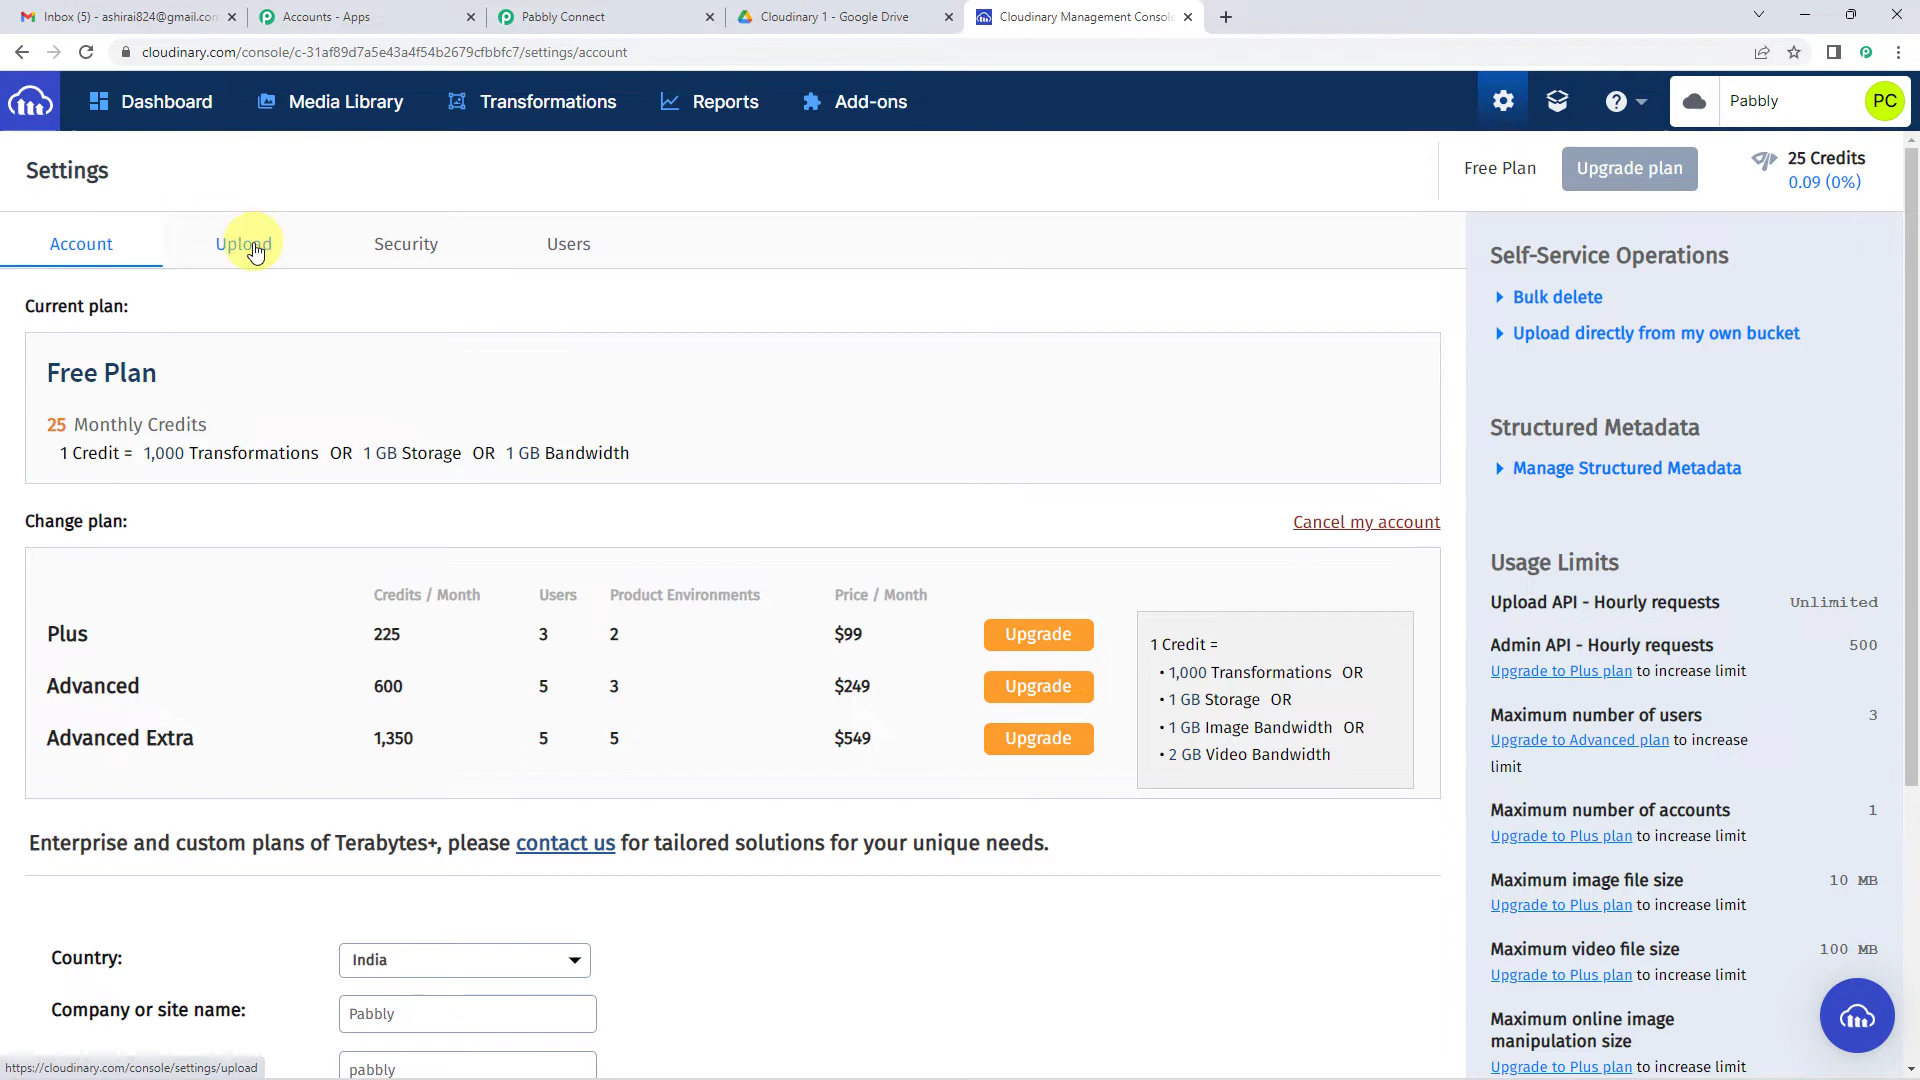 Inbox (5) - ashirai824@gmail.con
Accounts - Apps
Pabbly Connect
Cloudinary 1 - Google Drive
Cloudinary Management Console
cloudinary.com/console/c-31af89d7a5e43a4f54b2679cfbbfc7/settings/account
Dashboard
Media Library
Transformations
Reports
Add-ons
Pabbly
PC
Settings
Free Plan
Upgrade plan
25 Credits
0.09 (0%)
Account
Upload
Security
Users
Current plan:
Free Plan
25 Monthly Credits
1 Credit = 1,000 Transformations OR 1 GB Storage OR 1 GB Bandwidth
Change plan:
Cancel my account
Credits / Month Users Product Environments Price / Month
Plus 225 3 2 $99 Upgrade
Advanced 600 5 3 $249 Upgrade
Advanced Extra 1,350 5 5 $549 Upgrade
1 Credit =
• 1,000 Transformations OR
• 1 GB Storage OR
• 1 GB Image Bandwidth OR
• 2 GB Video Bandwidth
Enterprise and custom plans of Terabytes+, please contact us for tailored solutions for your unique needs.
Country: India
Company or site name: Pabbly
pabbly
Self-Service Operations
Bulk delete
Upload directly from my own bucket
Structured Metadata
Manage Structured Metadata
Usage Limits
Upload API - Hourly requests Unlimited
Admin API - Hourly requests 500
Upgrade to Plus plan to increase limit
Maximum number of users 3
Upgrade to Advanced plan to increase
limit
Maximum number of accounts 1
Upgrade to Plus plan to increase limit
Maximum image file size 10 MB
Upgrade to Plus plan to increase limit
Maximum video file size 100 MB
Upgrade to Plus plan to increase limit
Maximum online image
manipulation size
Upgrade to Plus plan to increase limit
https://cloudinary.com/console/settings/upload